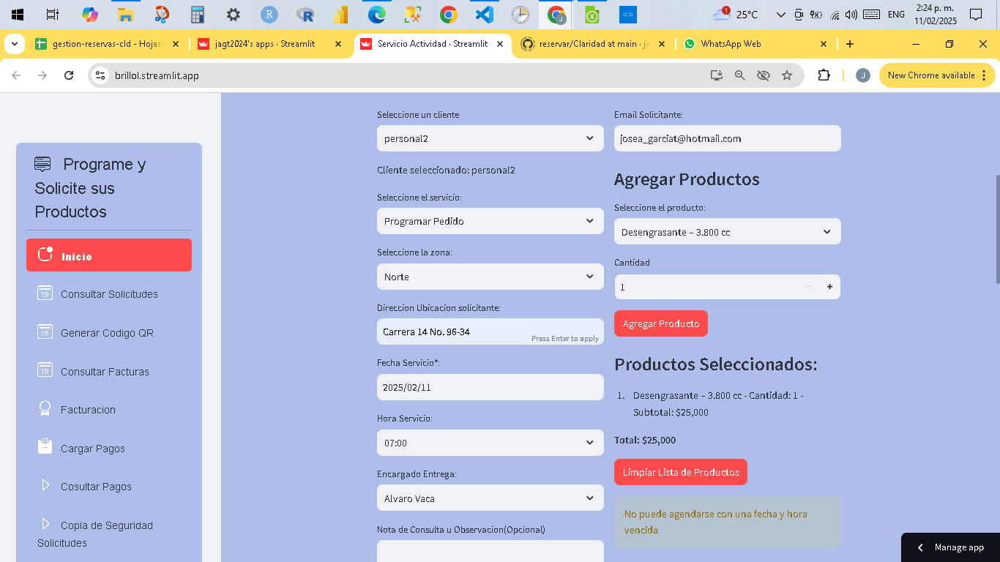 25°C
ENG
2:24 p. m.
11/02/2025
gestion-reservas-cld - Hojas
jagt2024's apps · Streamlit
Servicio Actividad · Streamlit
reservar/Claridad at main · ja
WhatsApp Web
brillol.streamlit.app
J
New Chrome available
Programe y
Solicite sus
Productos
Inicio
19 Consultar Solicitudes
19 Generar Codigo QR
19 Consultar Facturas
Facturacion
Cargar Pagos
Cosultar Pagos
Copia de Seguridad
Solicitudes
Seleccione un cliente
personal2
Cliente seleccionado: personal2
Seleccione el servicio:
Programar Pedido
Seleccione la zona:
Norte
Direccion Ubicacion solicitante:
Carrera 14 No. 96-34
Press Enter to apply
Fecha Servicio*:
2025/02/11
Hora Servicio:
07:00
Encargado Entrega:
Alvaro Vaca
Nota de Consulta u Observacion(Opcional)
Email Solicitante:
josea_garciat@hotmail.com
Agregar Productos
Seleccione el producto:
Desengrasante – 3.800 cc
Cantidad
1
Agregar Producto
Productos Seleccionados:
1. Desengrasante – 3.800 cc - Cantidad: 1 -
Subtotal: $25,000
Total: $25,000
Limpiar Lista de Productos
No puede agendarse con una fecha y hora
vencida
Manage app